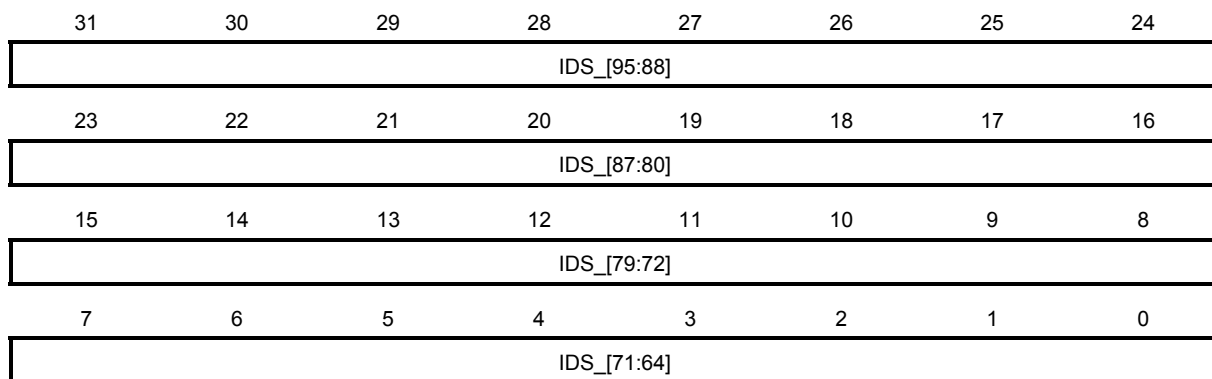 31 30 29 28 27 26 25 24
IDS_[95:88]
23 22 21 20 19 18 17 16
IDS_[87:80]
15 14 13 12 11 10 9 8
IDS_[79:72]
7 6 5 4 3 2 1 0
IDS_[71:64]